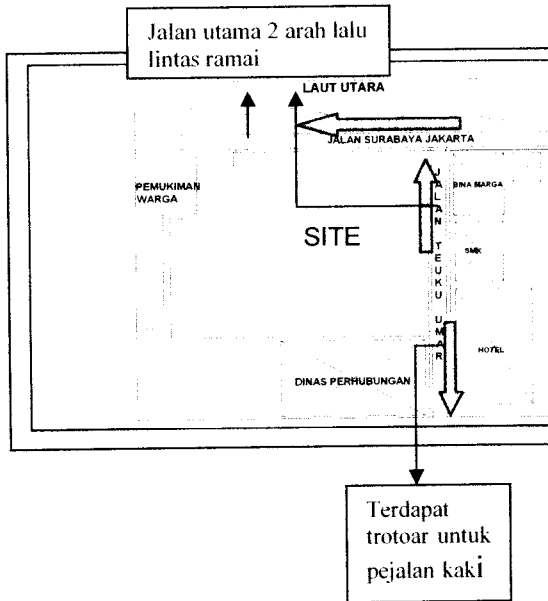 Jalan utama 2 arah lalu
lintas ramai
LAUT UTARA
JALAN SURABAYA JAKARTA
PEMUKIMAN
WARGA
BINA MARGA
SITE
JALAN TEUKU UMAR
SMK
HOTEL
DINAS PERHUBUNGAN
Terdapat
trotoar untuk
pejalan kaki